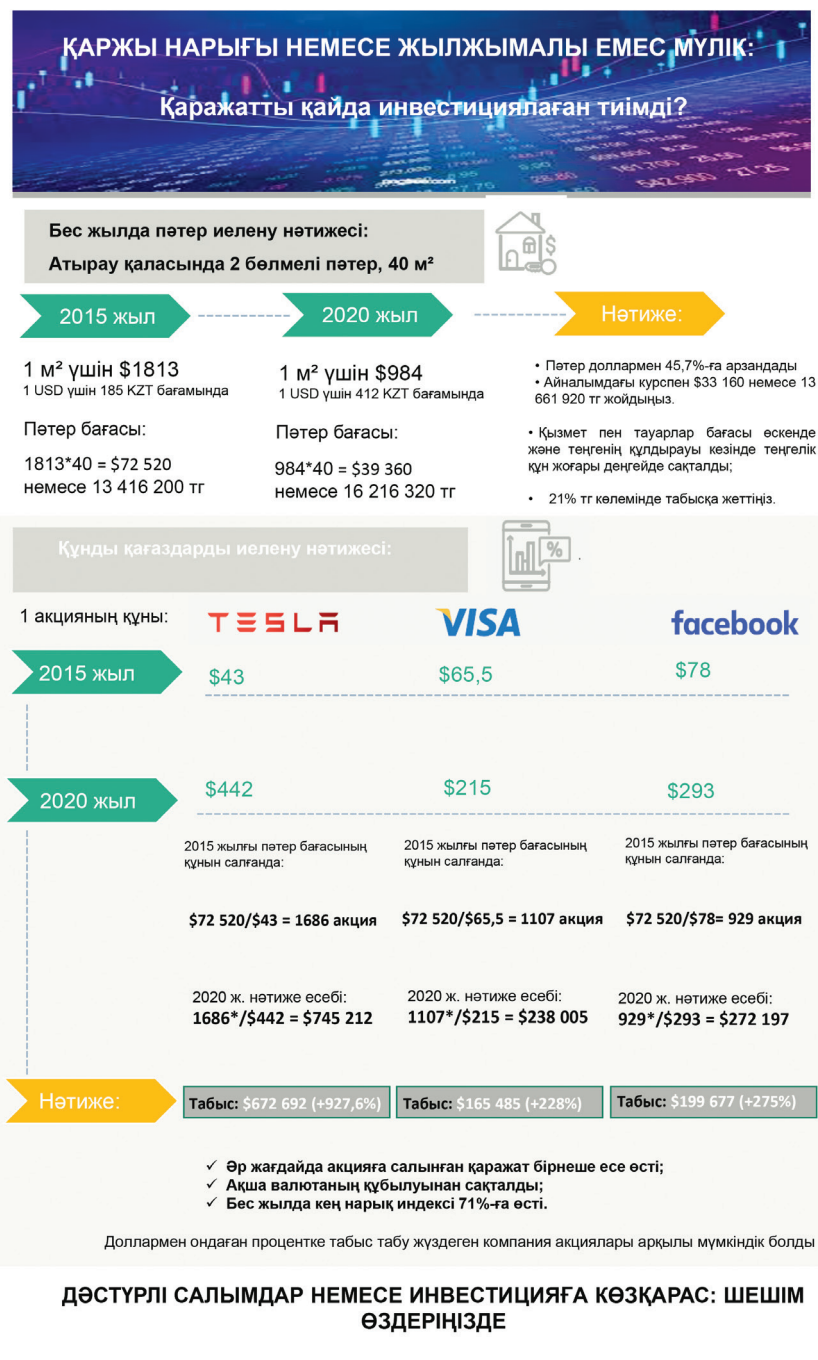 ҚАРЖЫ НАРЫҒЫ НЕМЕСЕ ЖЫЛЖЫМАЛЫ ЕМЕС МҮЛІК:
Қаражатты қайда инвестициялаған тиімді?
Бес жылда пәтер иелену нәтижесі:
Атырау қаласында 2 бөлмелі пәтер, 40 м²
2015 жыл
2020 жыл
Нәтиже:
1 м² үшін $1813
1 USD үшін 185 KZT бағамында
Пәтер бағасы:
1813*40 = $72 520
немесе 13 416 200 тг
1 м² үшін $984
1 USD үшін 412 KZT бағамында
Пәтер бағасы:
984*40 = $39 360
немесе 16 216 320 тг
• Пәтер доллармен 45,7%-ға арзандады
• Айналымдағы курспен $33 160 немесе 13
661 920 тг жойдыңыз.
• Қызмет пен тауарлар бағасы өскенде
және теңгенің құлдырауы кезінде теңгелік
құн жоғары деңгейде сақталды;
• 21% тг көлемінде табысқа жеттіңіз.
Құнды қағаздарды иелену нәтижесі:
%
1 акцияның құны:
TESLA
VISA
facebook
2015 жыл
$43
$65,5
$78
2020 жыл
$442
$215
$293
2015 жылғы пәтер бағасының
құнын салғанда:
2015 жылғы пәтер бағасының
құнын салғанда:
2015 жылғы пәтер бағасының
құнын салғанда:
$72 520/$43 = 1686 акция
$72 520/$65,5 = 1107 акция
$72 520/$78= 929 акция
2020 ж. нәтиже есебі:
1686*/$442 = $745 212
2020 ж. нәтиже есебі:
1107*/$215 = $238 005
2020 ж. нәтиже есебі:
929*/$293 = $272 197
Нәтиже:
Табыс: $672 692 (+927,6%)
Табыс: $165 485 (+228%)
Табыс: $199 677 (+275%)
✓ Әр жағдайда акцияға салынған қаражат бірнеше есе өсті;
✓ Ақша валютаның құбылуынан сақталды;
✓ Бес жылда кең нарық индексі 71%-ға өсті.
Доллармен ондаған процентке табыс табу жүздеген компания акциялары арқылы мүмкіндік болды
ДӘСТҮРЛІ САЛЫМДАР НЕМЕСЕ ИНВЕСТИЦИЯҒА КӨЗҚАРАС: ШЕШІМ
ӨЗДЕРІҢІЗДЕ